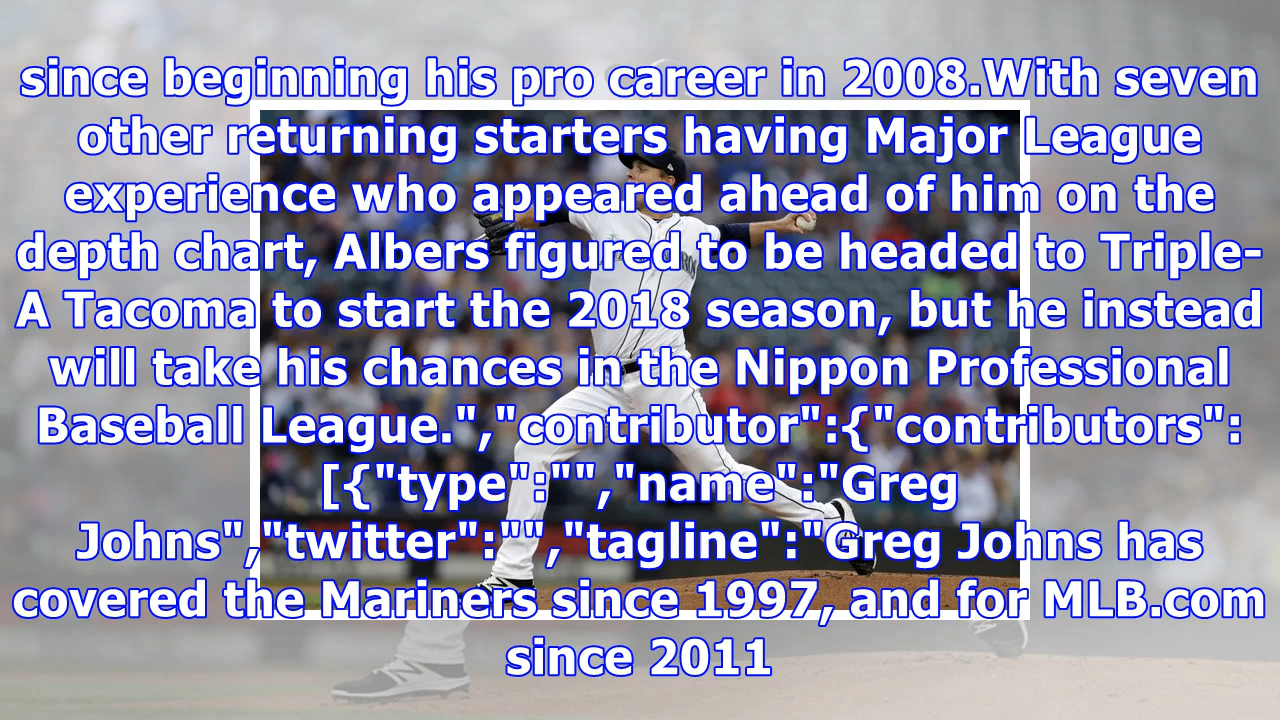 since beginning his pro career in 2008.With seven
other returning starters having Major League
experience who appeared ahead of him on the
depth chart, Albers figured to be headed to Triple-
A Tacoma to start the 2018 season, but he instead
will take his chances in the Nippon Professional
Baseball League.","contributor":{"contributors":
[{"type":"","name":"Greg
Johns","twitter":"","tagline":"Greg Johns has
covered the Mariners since 1997, and for MLB.com
since 2011